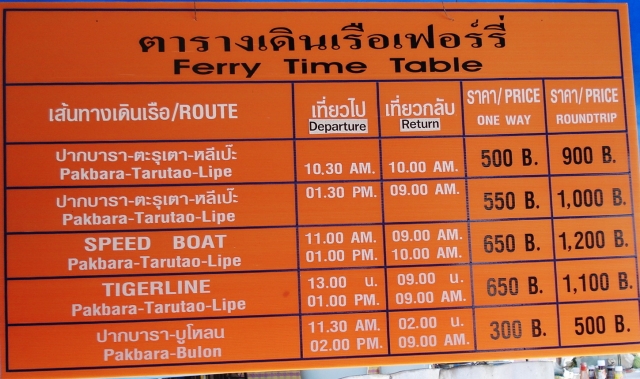 ตารางเดินเรือเฟอร์รี่
Ferry Time Table
เส้นทางเดินเรือ/ROUTE เที่ยวไป Departure เที่ยวกลับ Return ราคา/PRICE ONE WAY ราคา/PRICE ROUNDTRIP
ปากบารา-ตะรุเตา-หลีเป๊ะ
Pakbara-Tarutao-Lipe 10.30 AM. 10.00 AM. 500 B. 900 B.
ปากบารา-ตะรุเตา-หลีเป๊ะ 01.30 PM. 09.00 AM.
Pakbara-Tarutao-Lipe 550 B. 1,000 B.
SPEED BOAT 11.00 AM. 09.00 AM.
Pakbara-Tarutao-Lipe 01.00 PM. 10.00 AM. 650 B. 1,200 B.
TIGERLINE 13.00 น. 09.00 น.
Pakbara-Tarutao-Lipe 01.00 PM. 09.00 AM. 650 B. 1,100 B.
ปากบารา-บูโหลน 11.30 AM. 02.00 น.
Pakbara-Bulon 02.00 PM. 09.00 AM. 300 B. 500 B.